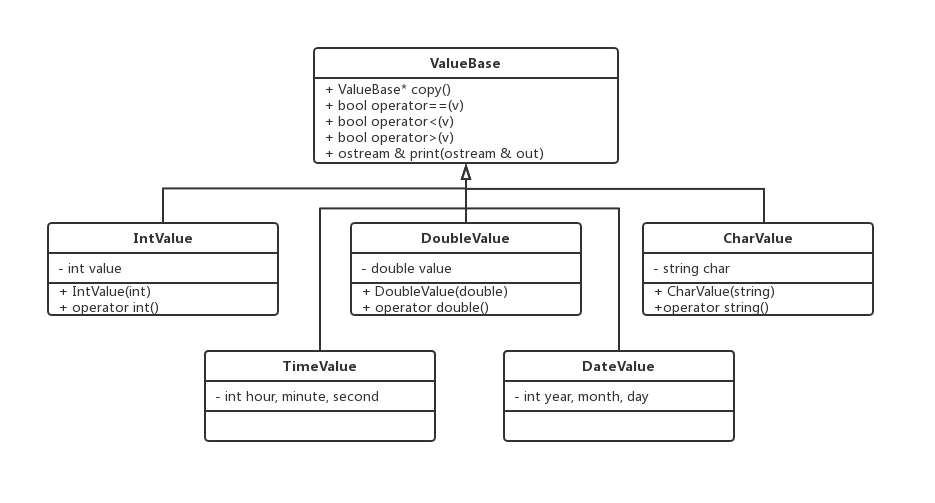 ValueBase
+ ValueBase* copy()
+ bool operator==(v)
+ bool operator<(v)
+ bool operator>(v)
+ ostream & print(ostream & out)
IntValue
- int value
+ IntValue(int)
+ operator int()
DoubleValue
- double value
+ DoubleValue(double)
+ operator double()
CharValue
- string char
+ CharValue(string)
+operator string()
TimeValue
- int hour, minute, second
DateValue
- int year, month, day